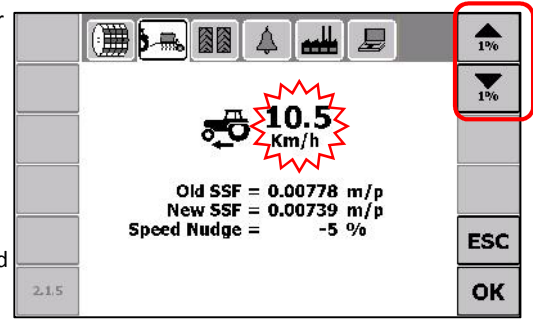 r
1%
1%
10.5
Km/h
Old SSF = 0.00778 m/p
New SSF = 0.00739 m/p
Speed Nudge = -5 %
ESC
d
2.1.5
OK